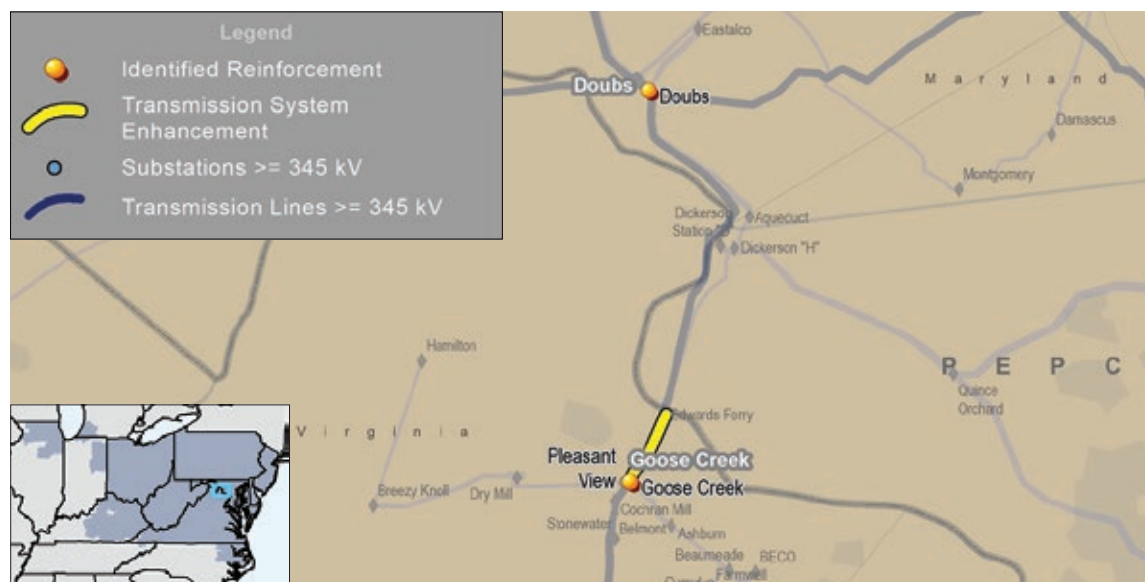 Legend
Identified Reinforcement
Transmission System
Enhancement
Substations >= 345 kV
Transmission Lines >= 345 kV
Eastalco
Doubs
Doubs
Maryland
Damascus
Montgomery
Dickerson
Station "D"
Aqueduct
Dickerson "H"
Hamilton
P E P C
Quince
Orchard
Edwards Ferry
Virginia
Pleasant
View
Goose Creek
Goose Creek
Breezy Knoll
Dry Mill
Cochran Mill
Stonewater
Belmont
Ashburn
Beaumeade
BECO
Farmwell